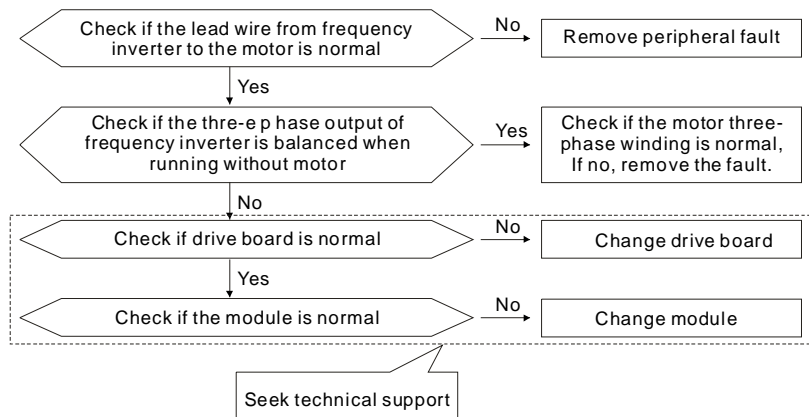 Check if the lead wire from frequency
inverter to the motor is normal
No
Remove peripheral fault
Yes
Check if the thre-e p hase output of
frequency inverter is balanced when
running without motor
Yes
Check if the motor three-
phase winding is normal,
If no, remove the fault.
No
Check if drive board is normal
No
Change drive board
Yes
Check if the module is normal
No
Change module
Seek technical support